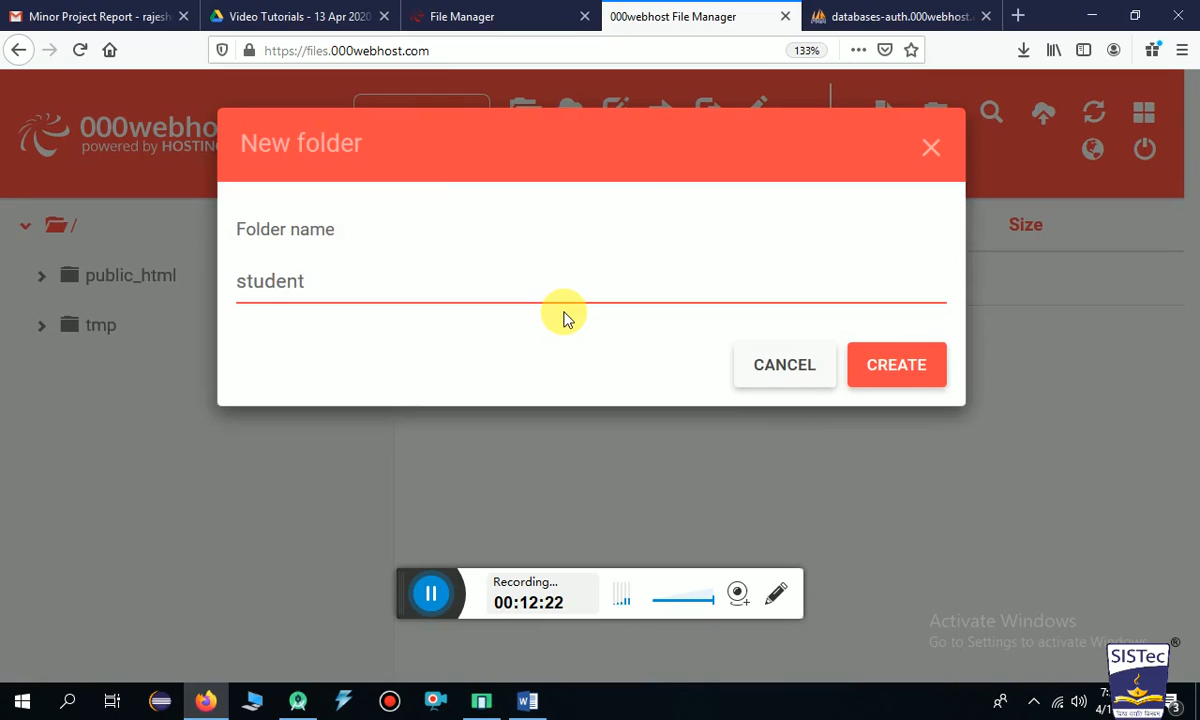 Minor Project Report - rajesh
Video Tutorials - 13 Apr 2020
File Manager
000webhost File Manager
databases-auth.000webhost.
https://files.000webhost.com
133%
000webho
powered by HOSTING
New folder
Folder name
student
CANCEL
CREATE
/
public_html
tmp
Size
Recording...
00:12:22
Activate Windows
Go to Settings to activate Windows.
SISTec
®
3